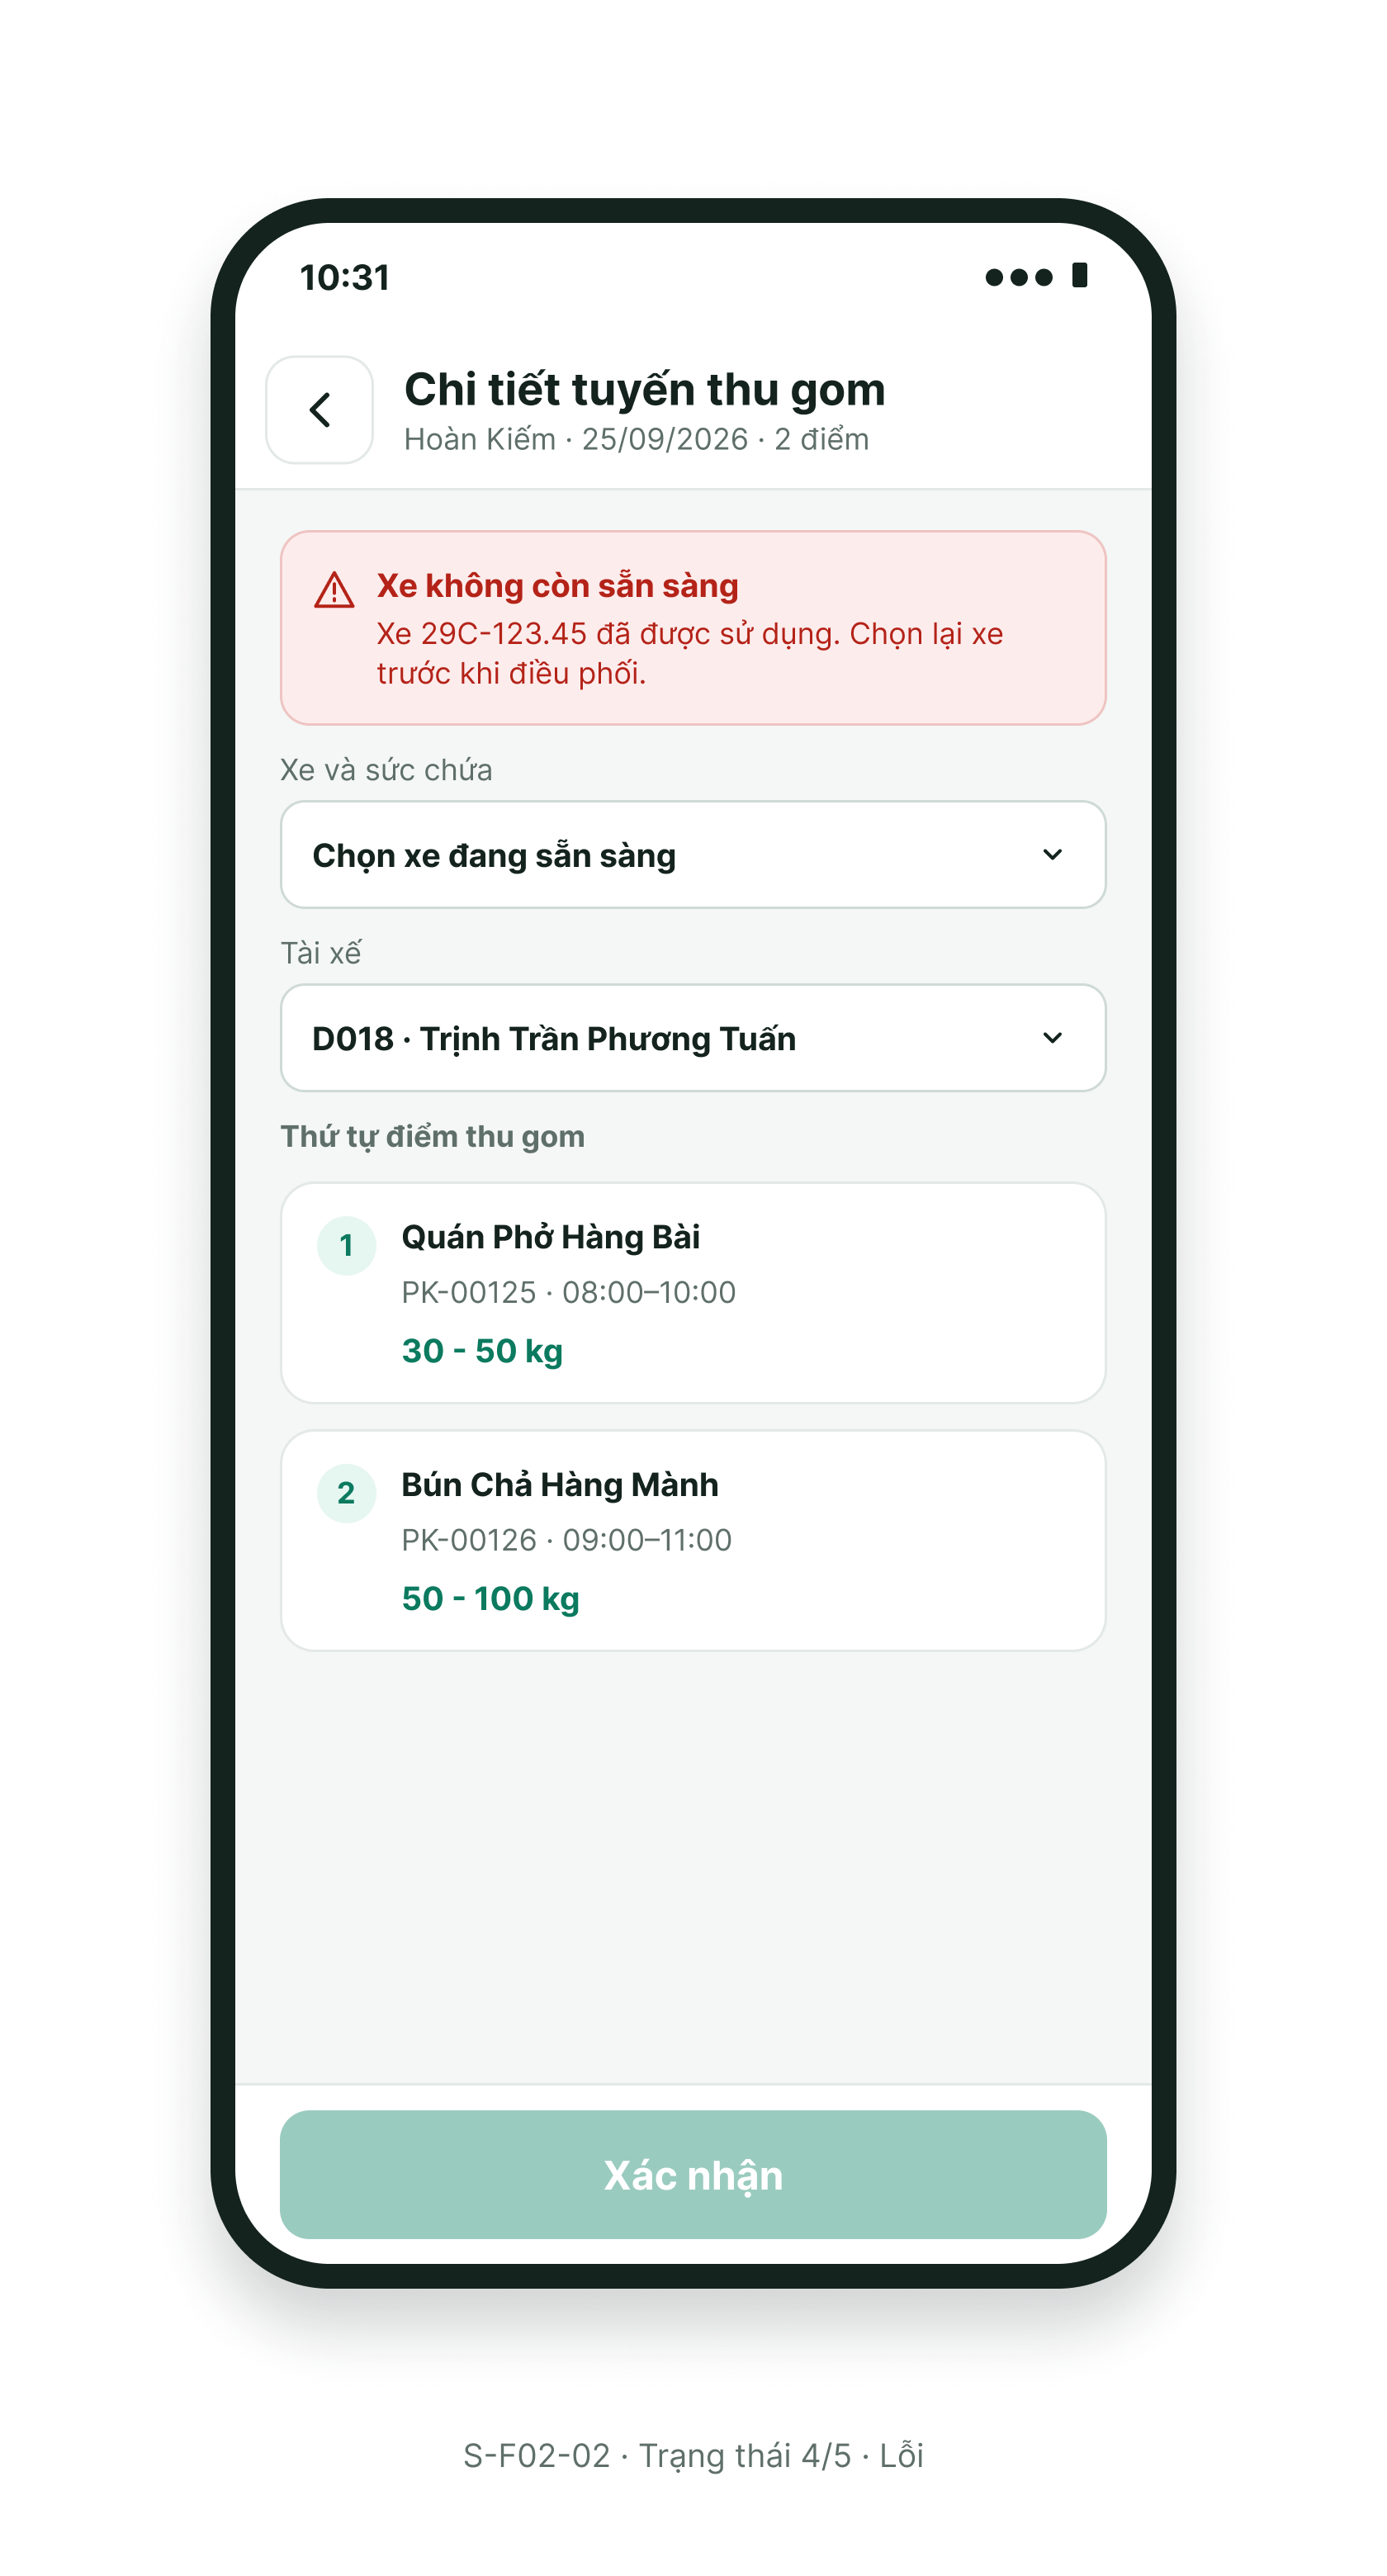 10:31
Chi tiết tuyến thu gom
Hoàn Kiếm · 25/09/2026 · 2 điểm
Xe không còn sẵn sàng
Xe 29C-123.45 đã được sử dụng. Chọn lại xe
trước khi điều phối.
Xe và sức chứa
Chọn xe đang sẵn sàng
Tài xế
D018 · Trịnh Trần Phương Tuấn
Thứ tự điểm thu gom
1
Quán Phở Hàng Bài
PK-00125 · 08:00–10:00
30 - 50 kg
2
Bún Chả Hàng Mành
PK-00126 · 09:00–11:00
50 - 100 kg
Xác nhận
S-F02-02 · Trạng thái 4/5 · Lỗi